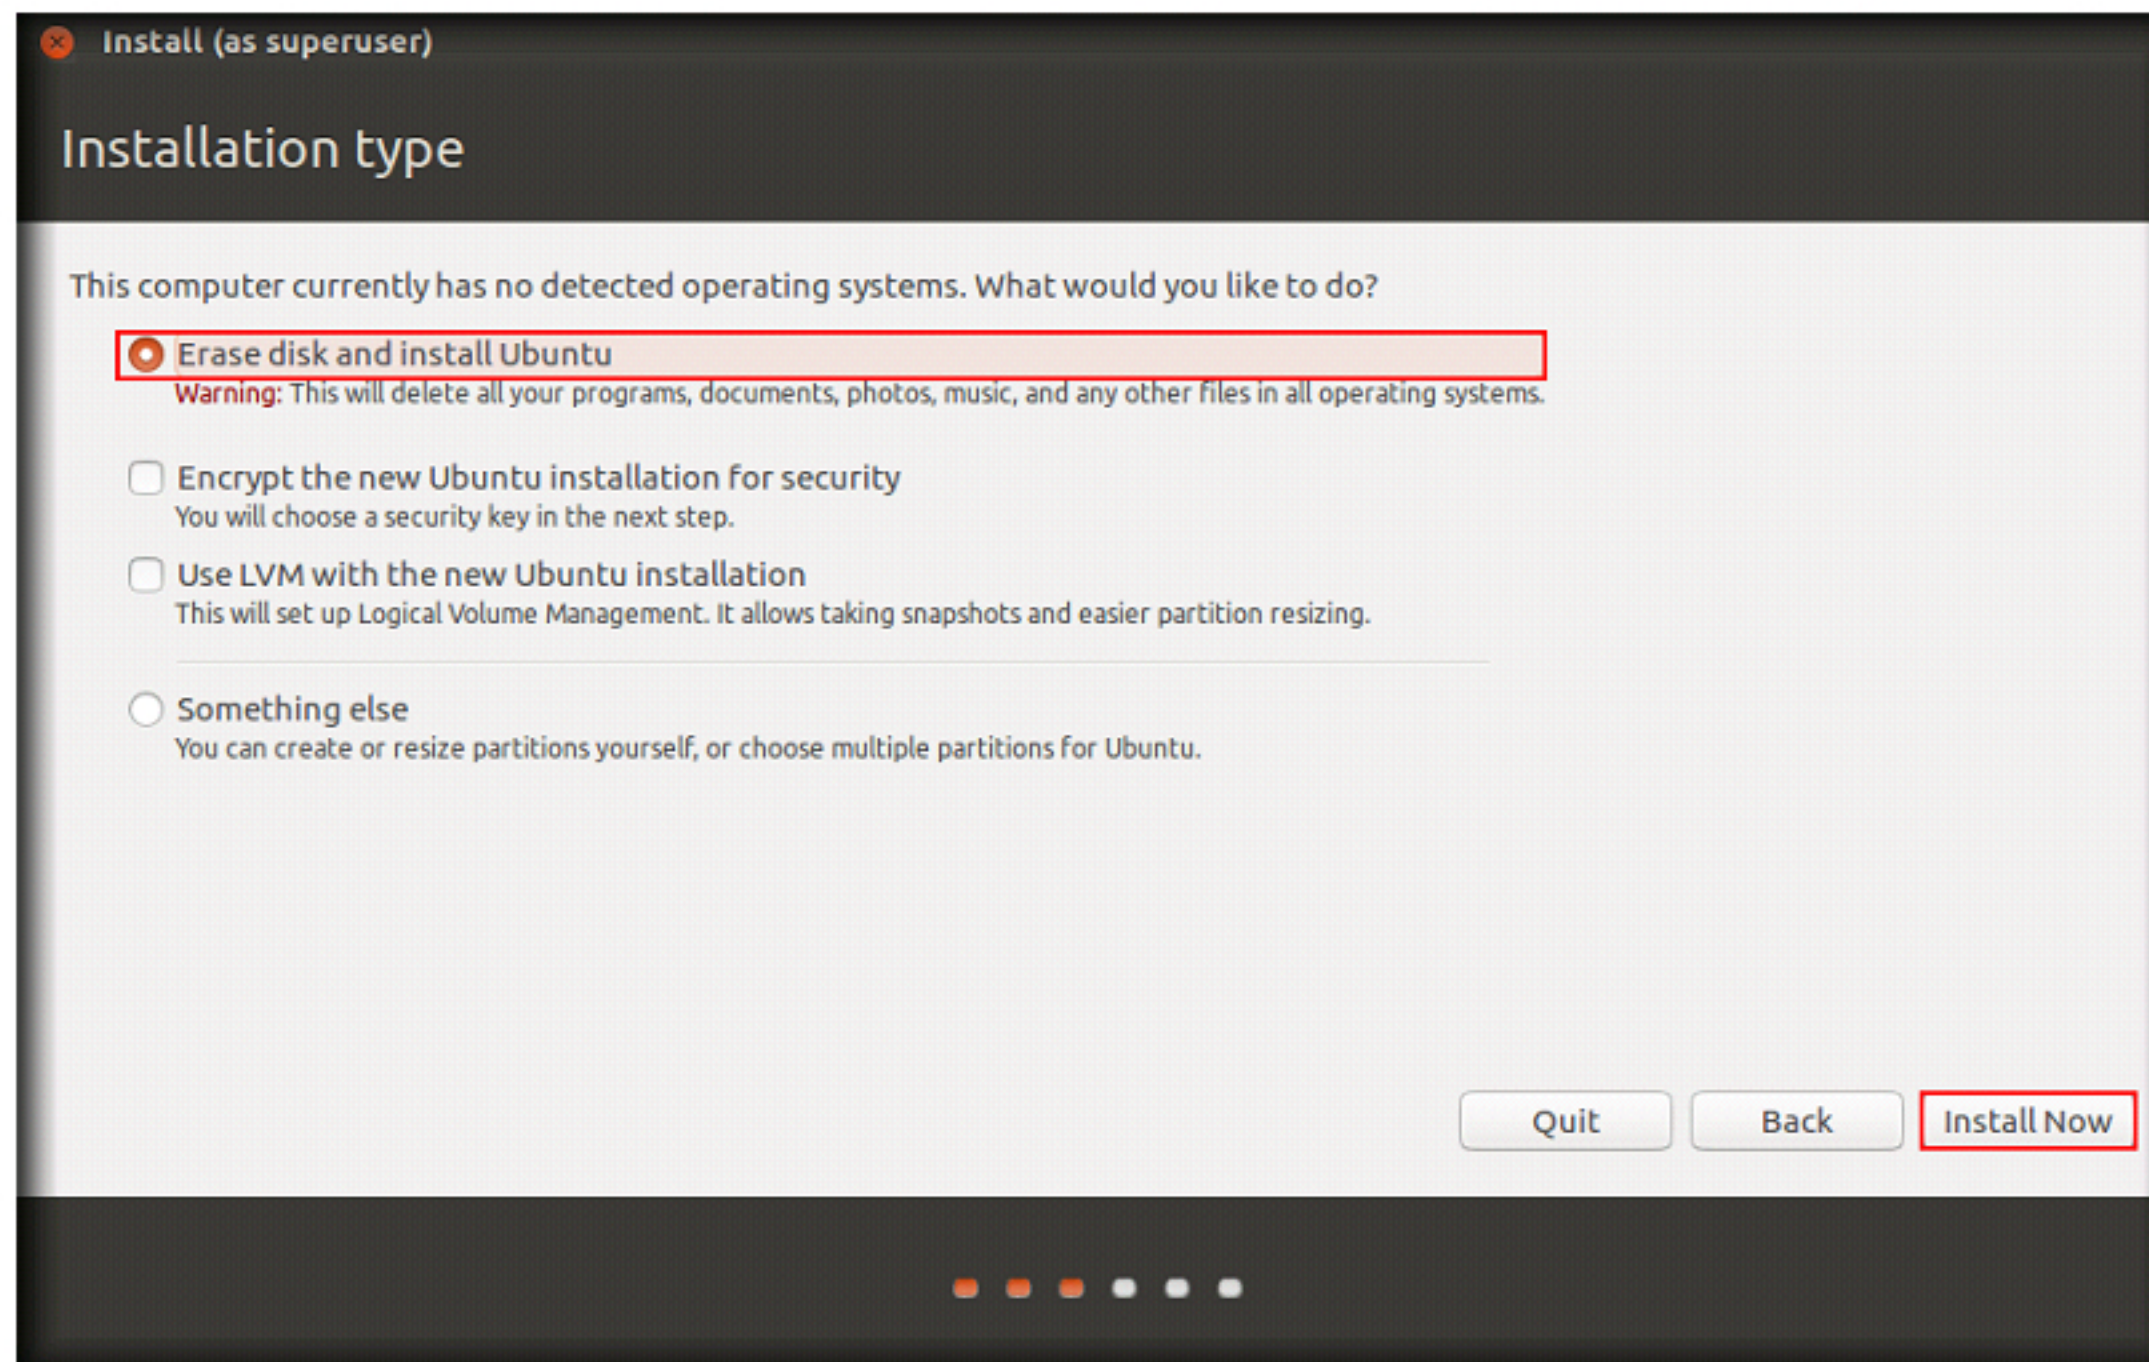 Install (as superuser)
Installation type
This computer currently has no detected operating systems. What would you like to do?
Erase disk and install Ubuntu
Warning: This will delete all your programs, documents, photos, music, and any other files in all operating systems.
Encrypt the new Ubuntu installation for security
You will choose a security key in the next step.
Use LVM with the new Ubuntu installation
This will set up Logical Volume Management. It allows taking snapshots and easier partition resizing.
Something else
You can create or resize partitions yourself, or choose multiple partitions for Ubuntu.
Quit Back Install Now